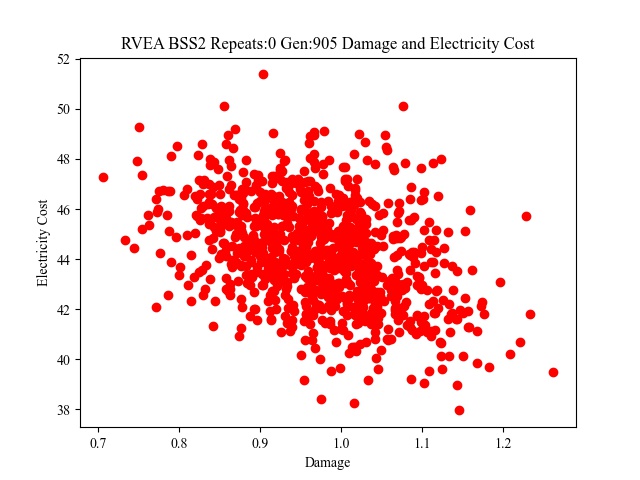 RVEA BSS2 Repeats:0 Gen:905 Damage and Electricity Cost
52
50
48
46
44
42
40
38
Electricity Cost
0.7 0.8 0.9 1.0 1.1 1.2
Damage